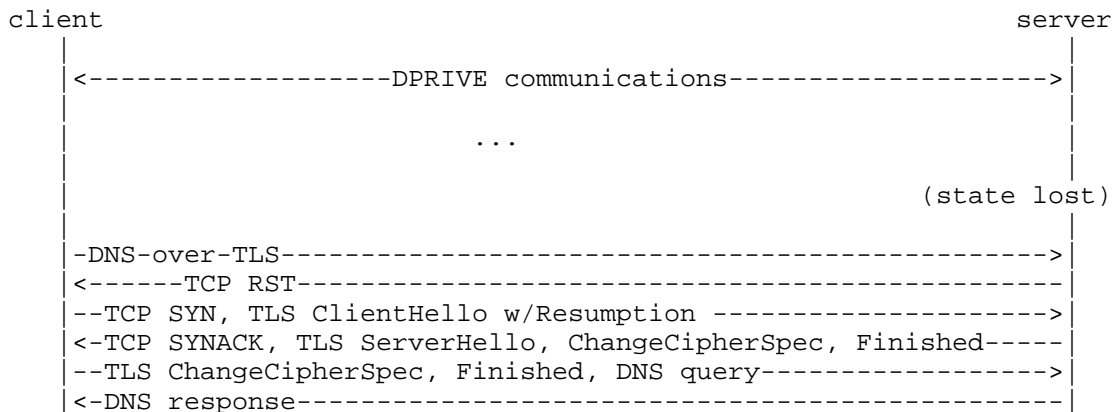 client server
<-------------------DPRIVE communications-------------------->
...
(state lost)
-DNS-over-TLS------------------------------------------------>
<------TCP RST------------------------------------------------
--TCP SYN, TLS ClientHello w/Resumption --------------------->
<-TCP SYNACK, TLS ServerHello, ChangeCipherSpec, Finished-----
--TLS ChangeCipherSpec, Finished, DNS query------------------>
<-DNS response------------------------------------------------